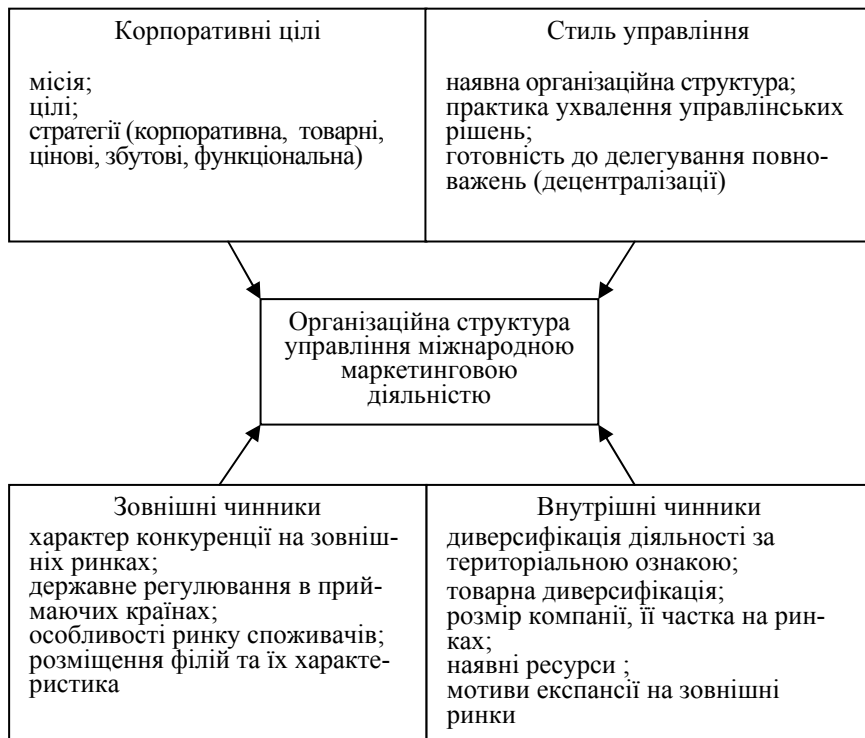 Корпоративні цілі
місія;
цілі;
стратегії (корпоративна, товарні,
цінові, збутові, функціональна)
Стиль управління
наявна організаційна структура;
практика ухвалення управлінських
рішень;
готовність до делегування повно-
важень (децентралізації)
Організаційна структура
управління міжнародною
маркетинговою
діяльністю
Зовнішні чинники
характер конкуренції на зовніш-
ніх ринках;
державне регулювання в прий-
маючих країнах;
особливості ринку споживачів;
розміщення філій та їх характе-
ристика
Внутрішні чинники
диверсифікація діяльності за
територіальною ознакою;
товарна диверсифікація;
розмір компанії, її частка на рин-
ках;
наявні ресурси ;
мотиви експансії на зовнішні
ринки